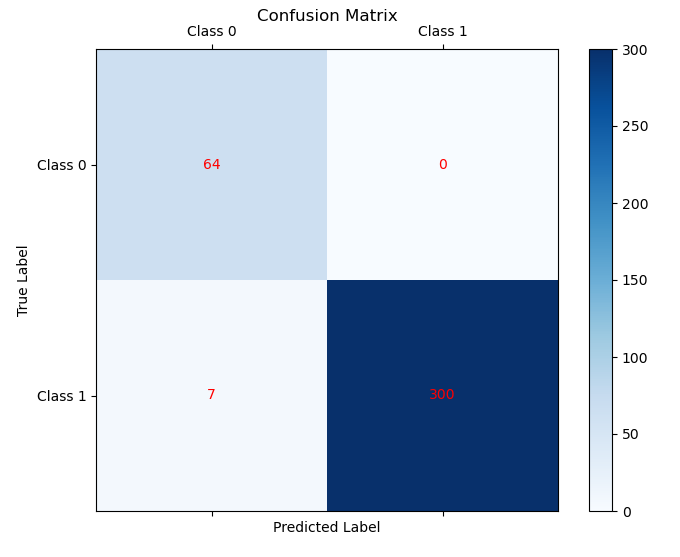 Confusion Matrix
Class 0 Class 1
Class 0 64 0
Class 1 7 300
True Label
Predicted Label
300
250
200
150
100
50
0